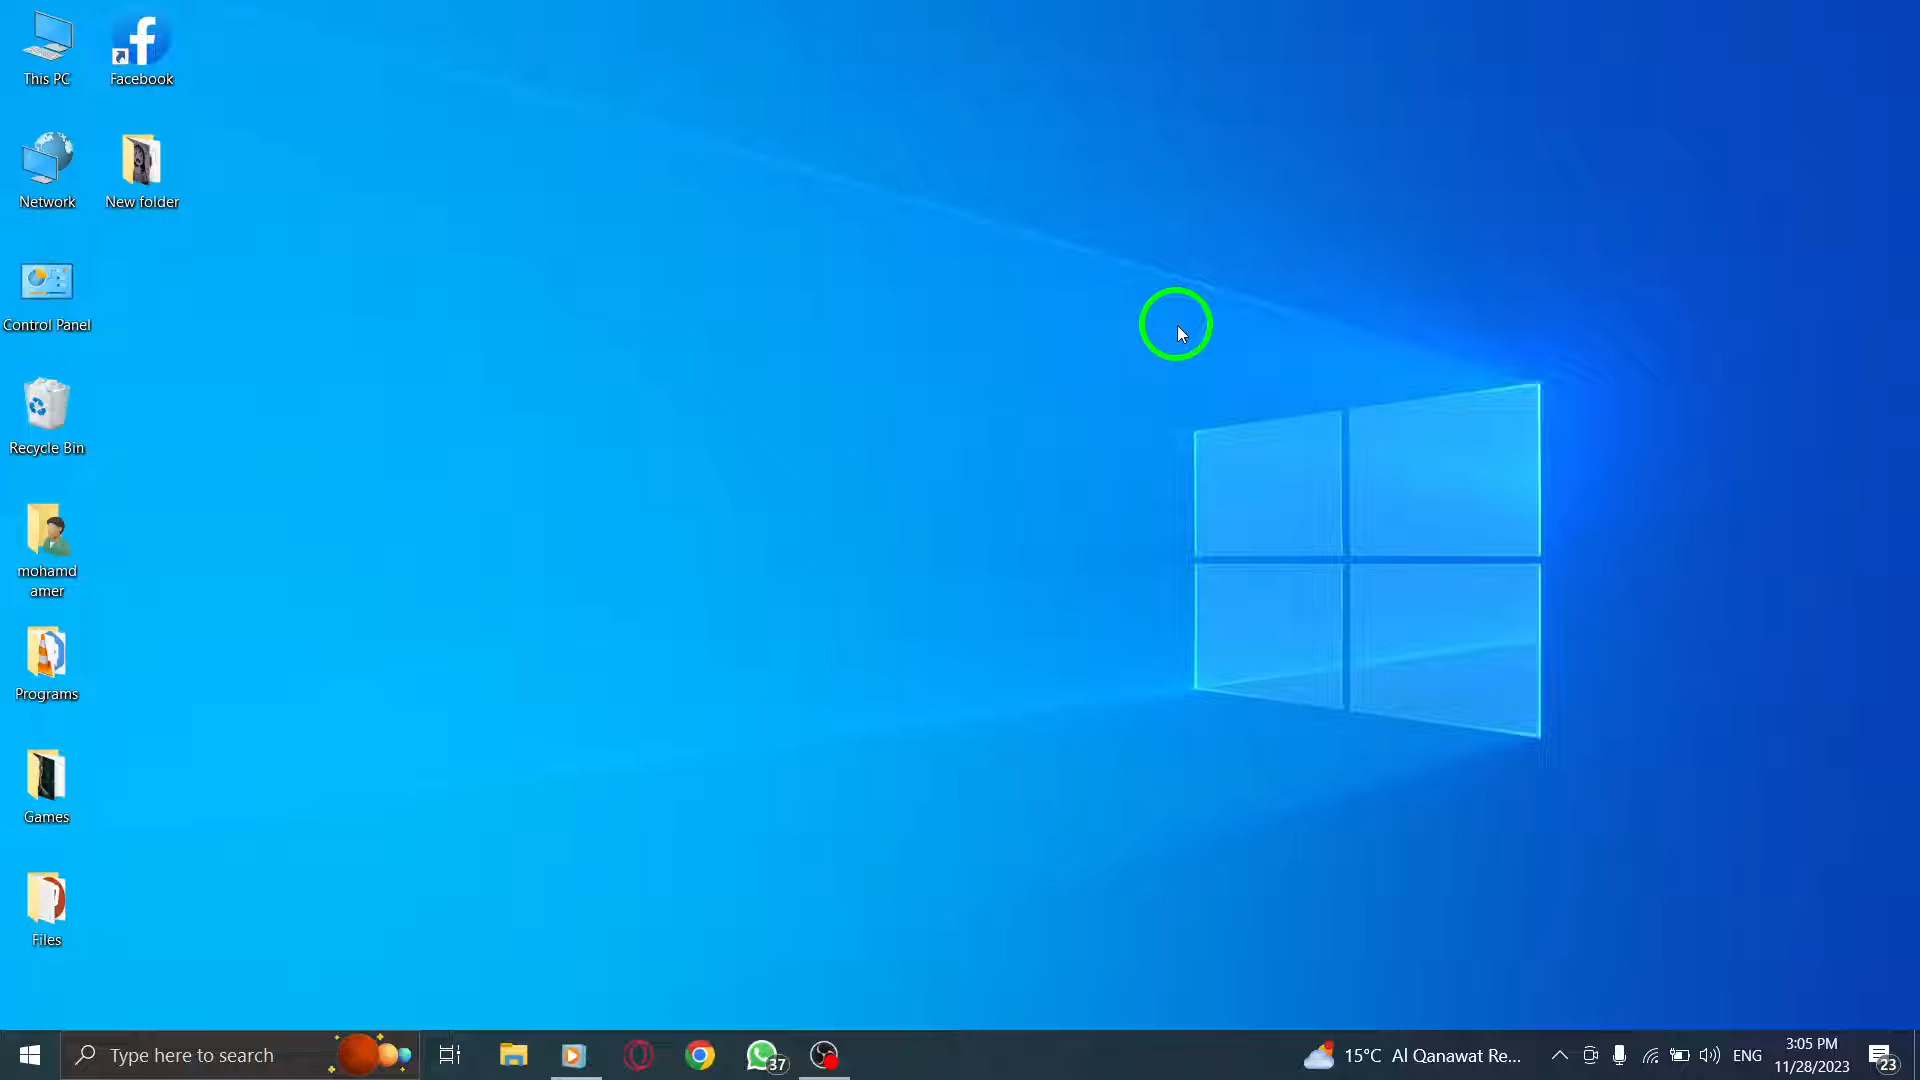 This PC
Facebook
Network
New folder
Control Panel
Recycle Bin
mohamd
amer
Programs
Games
Files
Type here to search
37
15°C Al Qanawat Re...
ENG
3:05 PM
11/28/2023
23